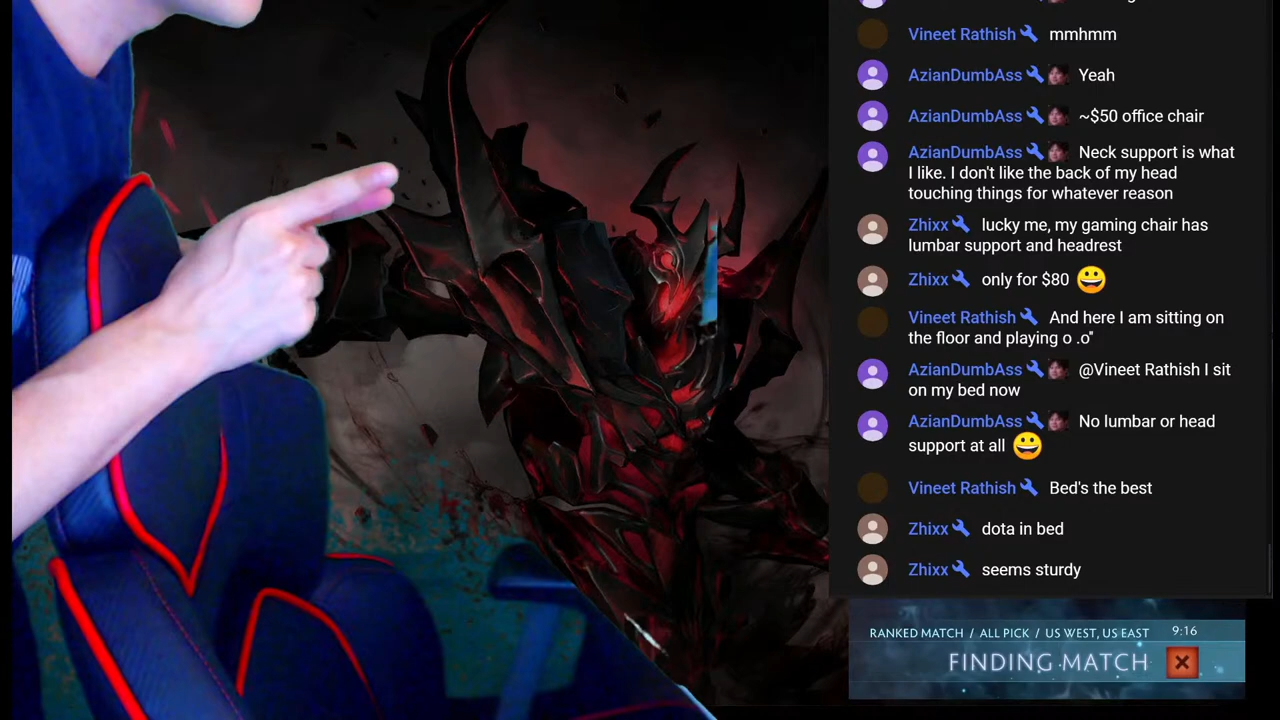 Vineet Rathish mmhmm
AzianDumbAss Yeah
AzianDumbAss ~$50 office chair
AzianDumbAss Neck support is what
I like. I don't like the back of my head
touching things for whatever reason
Zhixx lucky me, my gaming chair has
lumbar support and headrest
Zhixx only for $80 😀
Vineet Rathish And here I am sitting on
the floor and playing o .o"
AzianDumbAss @Vineet Rathish I sit
on my bed now
AzianDumbAss No lumbar or head
support at all 😀
Vineet Rathish Bed's the best
Zhixx dota in bed
Zhixx seems sturdy
RANKED MATCH / ALL PICK / US WEST, US EAST 9:16
FINDING MATCH